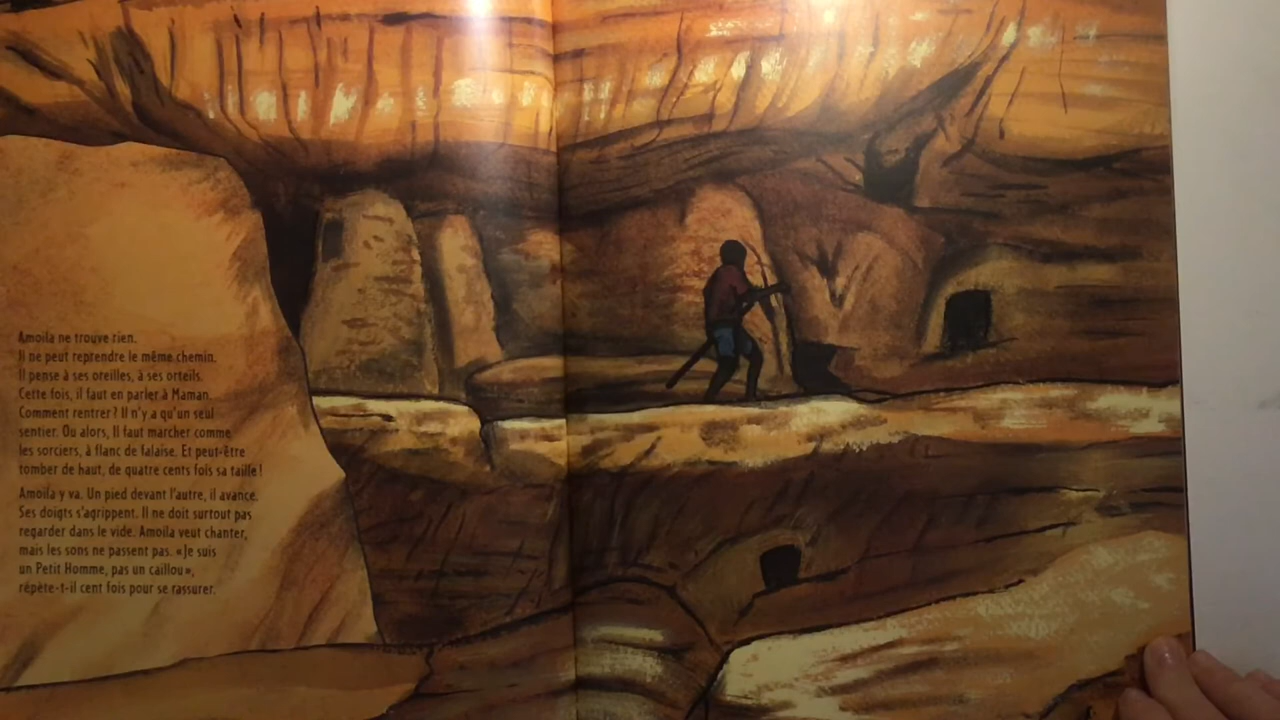 Amoila ne trouve rien.
Il ne peut reprendre le même chemin.
Il pense à ses oreilles, à ses orteils.
Cette fois, il faut en parler à Maman.
Comment rentrer ? Il n'y a qu'un seul
sentier. Ou alors, Il faut marcher comme
les sorciers, à flanc de falaise. Et peut-être
tomber de haut, de quatre cents fois sa taille !
Amoila y va. Un pied devant l'autre, il avance.
Ses doigts s'agrippent. Il ne doit surtout pas
regarder dans le vide. Amoila veut chanter,
mais les sons ne passent pas. «Je suis
un Petit Homme, pas un caillou»,
répète-t-il cent fois pour se rassurer.